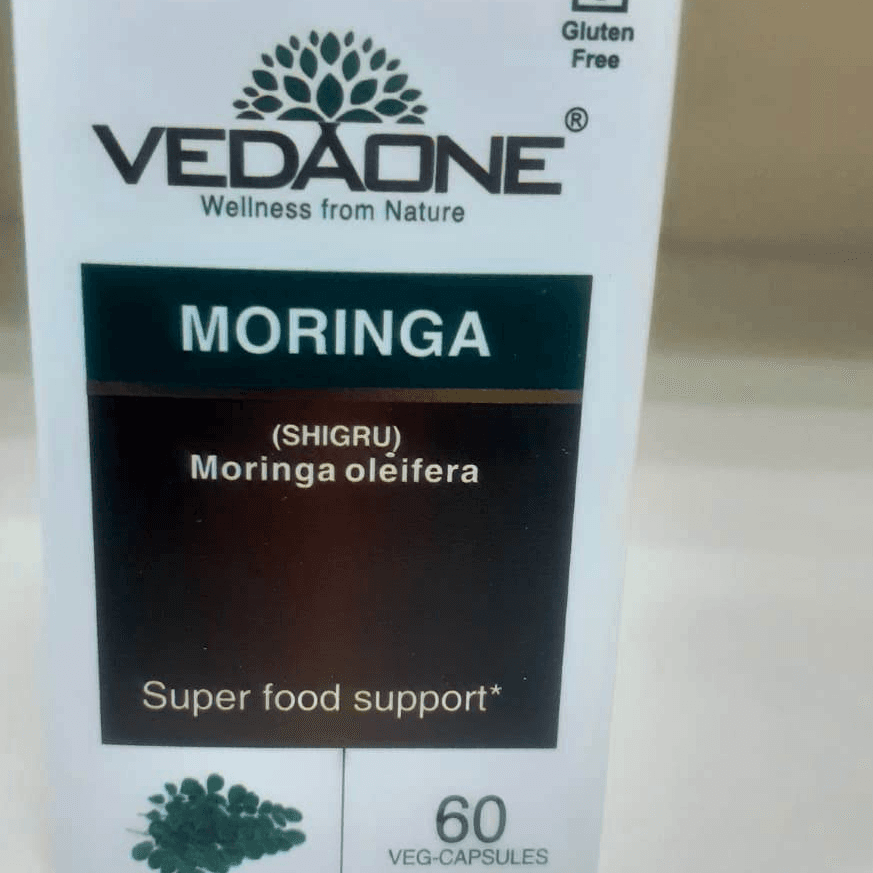 Gluten
Free
VEDAONE®
Wellness from Nature
MORINGA
(SHIGRU)
Moringa oleifera
Super food support*
60
VEG-CAPSULES